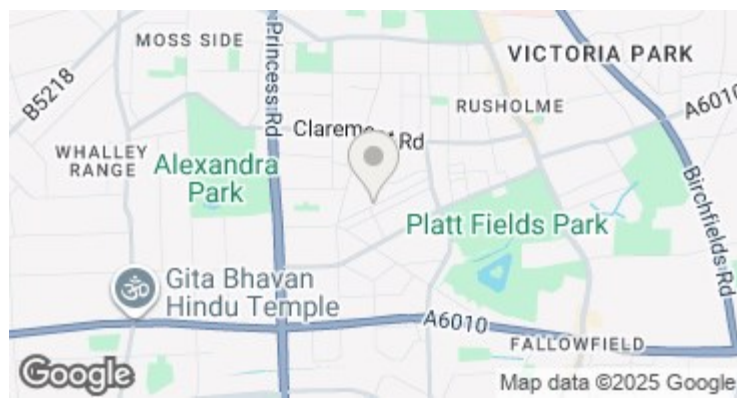 MOSS SIDE
Princess Rd
VICTORIA PARK
B5218
RUSHOLME
A6010
Claremo
Rd
WHALLEY
RANGE
Alexandra
Park
Birchfields Rd
Platt Fields Park
Gita Bhavan
Hindu Temple
A6010
FALLOWFIELD
Google
Map data ©2025 Google